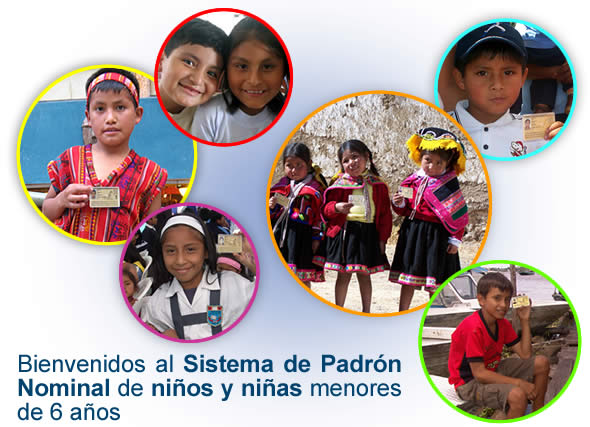 Bienvenidos al Sistema de Padrón
Nominal de niños y niñas menores
de 6 años